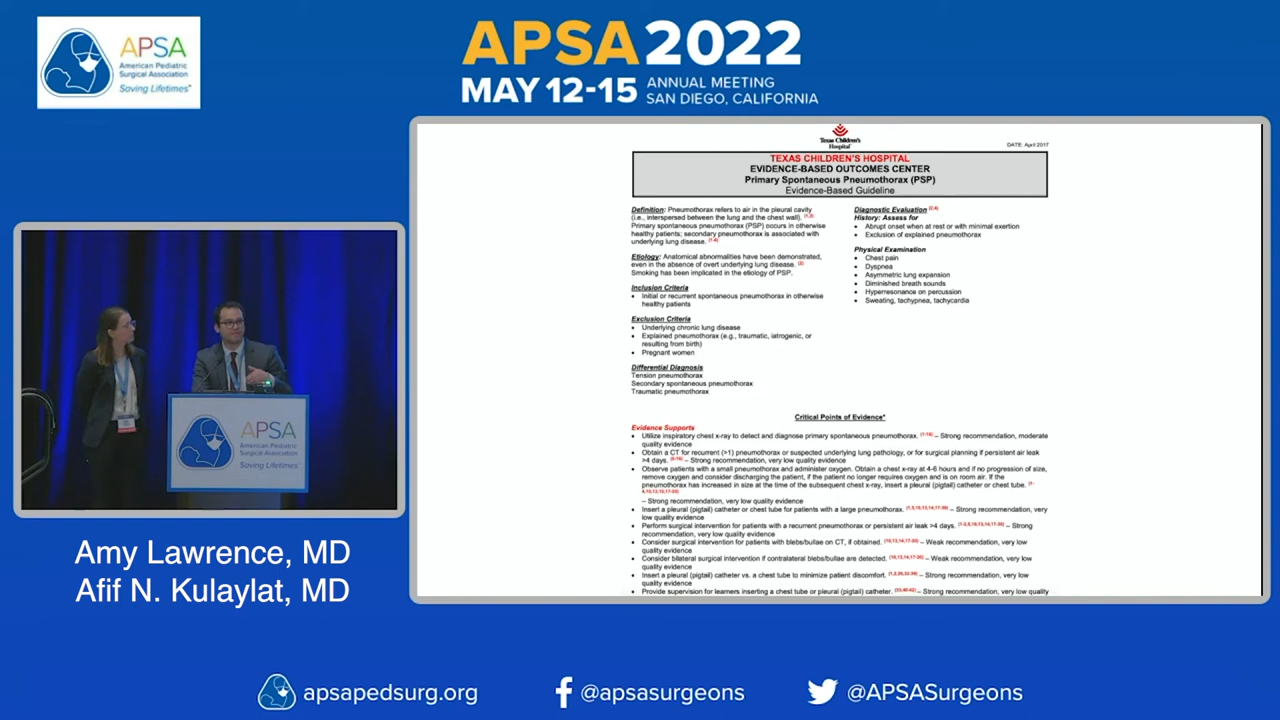 APSA
American Pediatric
Surgical Association
Saving Lifetimes
APSA 2022
MAY 12-15
ANNUAL MEETING
SAN DIEGO, CALIFORNIA
Texas Children's
Hospital
DATE: April 2017
TEXAS CHILDREN'S HOSPITAL
EVIDENCE-BASED OUTCOMES CENTER
Primary Spontaneous Pneumothorax (PSP)
Evidence-Based Guideline
Definition: Pneumothorax refers to air in the pleural cavity
(i.e., interspersed between the lung and the chest wall).
Primary spontaneous pneumothorax (PSP) occurs in otherwise
healthy patients; secondary pneumothorax is associated with
underlying lung disease.
Etiology: Anatomical abnormalities have been demonstrated,
even in the absence of overt underlying lung disease.
Smoking has been implicated in the etiology of PSP.
Inclusion Criteria
• Initial or recurrent spontaneous pneumothorax in otherwise
healthy patients
Exclusion Criteria
• Underlying chronic lung disease
• Explained pneumothorax (e.g., traumatic, iatrogenic, or
resulting from birth)
• Pregnant women
Differential Diagnosis
Tension pneumothorax
Secondary spontaneous pneumothorax
Traumatic pneumothorax
Diagnostic Evaluation
History: Assess for
• Abrupt onset when at rest or with minimal exertion
• Exclusion of explained pneumothorax
Physical Examination
• Chest pain
• Dyspnea
• Asymmetric lung expansion
• Diminished breath sounds
• Hyperresonance on percussion
• Sweating, tachypnea, tachycardia
Critical Points of Evidence*
Evidence Supports
• Utilize inspiratory chest x-ray to detect and diagnose primary spontaneous pneumothorax. – Strong recommendation, moderate
quality evidence
• Obtain a CT for recurrent (>1) pneumothorax or suspected underlying lung pathology, or for surgical planning if persistent air leak
>4 days. – Strong recommendation, very low quality evidence
• Observe patients with a small pneumothorax and administer oxygen. Obtain a chest x-ray at 4-6 hours and if no progression of size,
remove oxygen and consider discharging the patient, if the patient no longer requires oxygen and is on room air. If the
pneumothorax has increased in size at the time of the subsequent chest x-ray, insert a pleural (pigtail) catheter or chest tube.
– Strong recommendation, very low quality evidence
• Insert a pleural (pigtail) catheter or chest tube for patients with a large pneumothorax. – Strong recommendation, very
low quality evidence
• Perform surgical intervention for patients with a recurrent pneumothorax or persistent air leak >4 days. – Strong
recommendation, very low quality evidence
• Consider surgical intervention for patients with blebs/bullae on CT, if obtained. – Weak recommendation, very low
quality evidence
• Consider bilateral surgical intervention if contralateral blebs/bullae are detected. – Weak recommendation, very low
quality evidence
• Insert a pleural (pigtail) catheter vs. a chest tube to minimize patient discomfort. – Strong recommendation, very low
quality evidence
• Provide supervision for learners inserting a chest tube or pleural (pigtail) catheter. – Strong recommendation, very low quality
APSA
American Pediatric
Surgical Association
Saving Lifetimes
Amy Lawrence, MD
Afif N. Kulaylat, MD
apsapedsurg.org
@apsasurgeons
@APSASurgeons